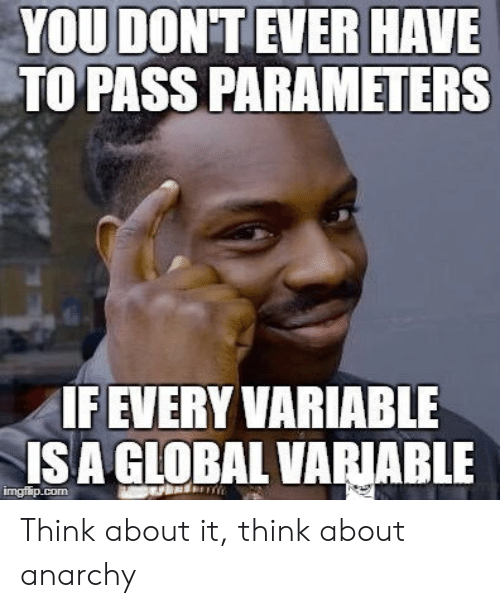 YOU DON'T EVER HAVE
TO PASS PARAMETERS
IF EVERY VARIABLE
IS A GLOBAL VARIABLE
imgflip.com
Think about it, think about
anarchy